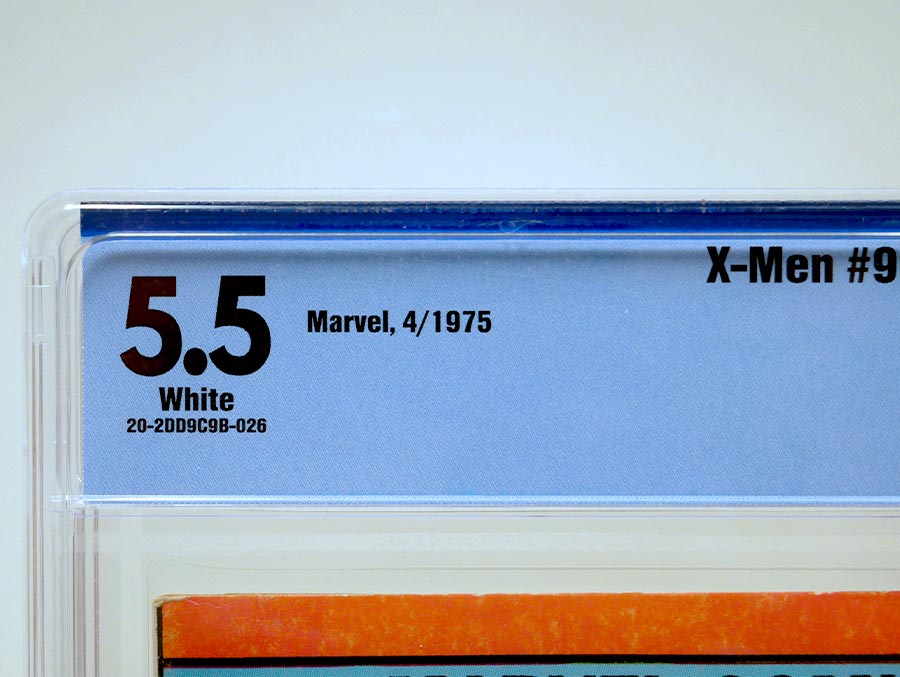 X-Men #9
5.5
Marvel, 4/1975
White
20-2DD9C9B-026